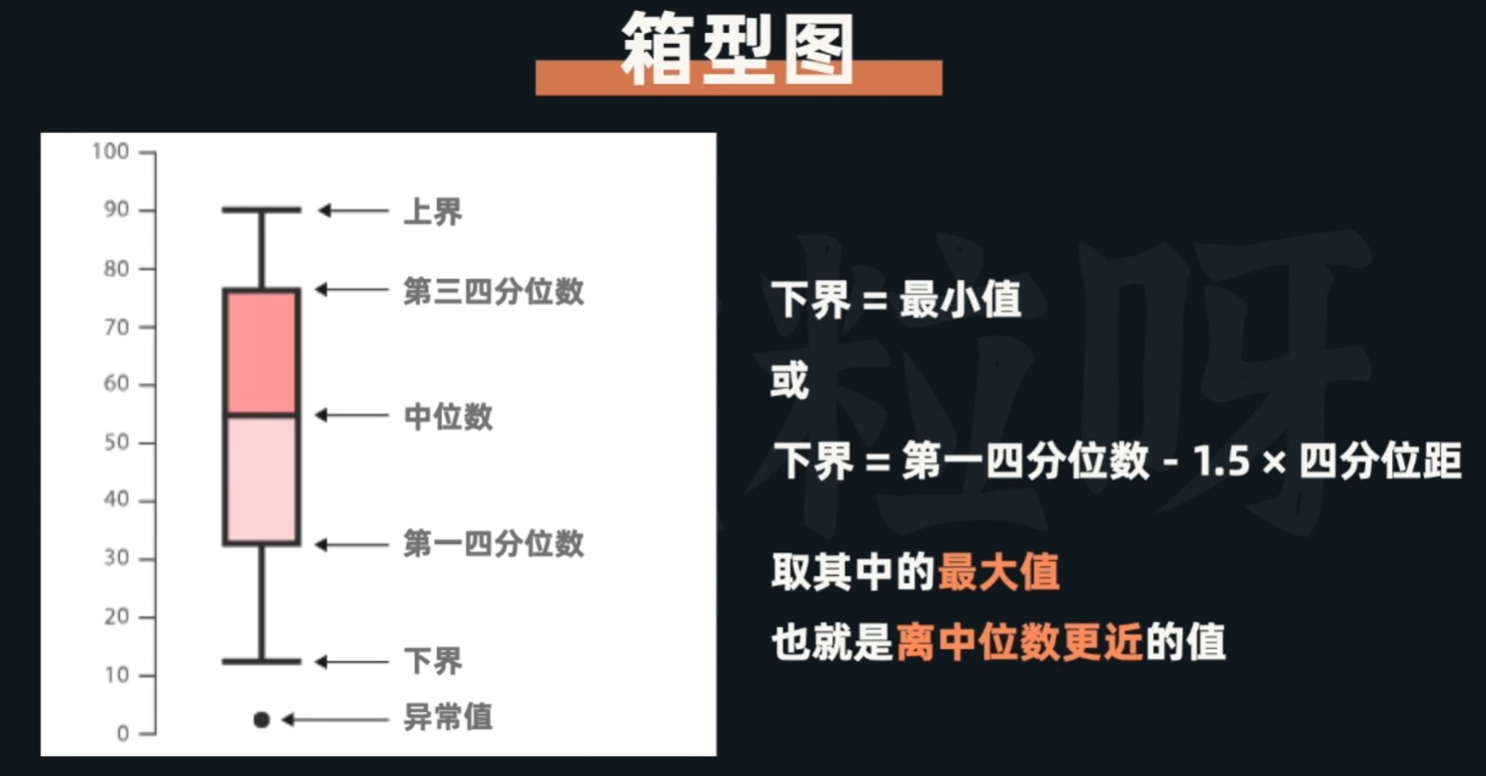 箱型图
100
90
上界
80
第三四分位数
70
60
中位数
50
40
第一四分位数
30
20
下界
10
异常值
0
下界 = 最小值
或
下界 = 第一四分位数 - 1.5 × 四分位距
取其中的最大值
也就是离中位数更近的值
粒呀